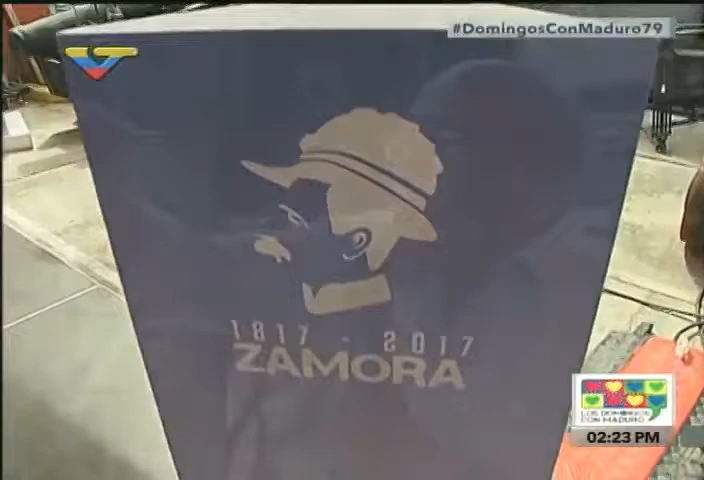 #DomingosConMaduro79
1817 - 2017
ZAMORA
LOS DOMINGOS
CON MADURO
02:23 PM